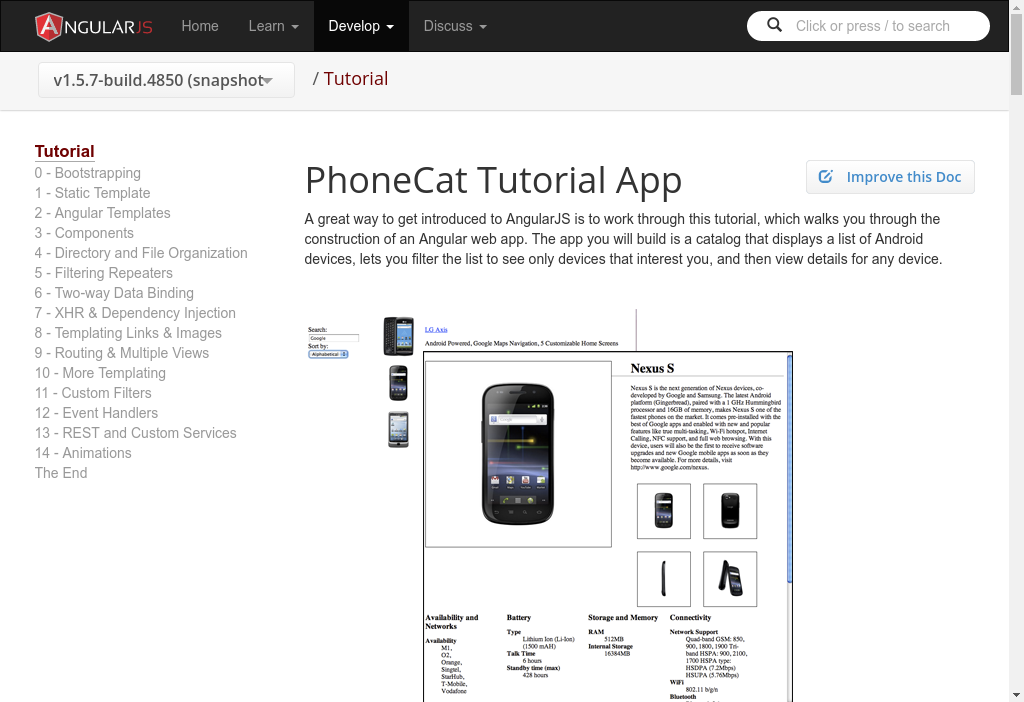 ANGULARJS Home Learn Develop Discuss Click or press / to search
v1.5.7-build.4850 (snapshot / Tutorial
Tutorial
0 - Bootstrapping
1 - Static Template
2 - Angular Templates
3 - Components
4 - Directory and File Organization
5 - Filtering Repeaters
6 - Two-way Data Binding
7 - XHR & Dependency Injection
8 - Templating Links & Images
9 - Routing & Multiple Views
10 - More Templating
11 - Custom Filters
12 - Event Handlers
13 - REST and Custom Services
14 - Animations
The End
PhoneCat Tutorial App
Improve this Doc
A great way to get introduced to AngularJS is to work through this tutorial, which walks you through the
construction of an Angular web app. The app you will build is a catalog that displays a list of Android
devices, lets you filter the list to see only devices that interest you, and then view details for any device.
Search:
Google
Sort by:
Alphabetical
LG Axis
Android Powered, Google Maps Navigation, 5 Customizable Home Screens
Nexus S
Nexus S is the next generation of Nexus devices, co-
developed by Google and Samsung. The latest Android
platform (Gingerbread), paired with a 1 GHz Hummingbird
processor and 16GB of memory, makes Nexus S one of the
fastest phones on the market. It comes pre-installed with the
best of Google apps and enabled with new and popular
features like true multi-tasking, Wi-Fi hotspot, Internet
Calling, NFC support, and full web browsing. With this
device, users will also be the first to receive software
upgrades and new Google mobile apps as soon as they
become available. For more details, visit
http://www.google.com/nexus.
Availability and
Networks
Availability
M1,
O2,
Orange,
Singtel,
StarHub,
T-Mobile,
Vodafone
Battery
Type
Lithium Ion (Li-Ion)
(1500 mAH)
Talk Time
6 hours
Standby time (max)
428 hours
Storage and Memory
RAM
512MB
Internal Storage
16384MB
Connectivity
Network Support
Quad-band GSM: 850,
900, 1800, 1900 Tri-
band HSPA: 900, 2100,
1700 HSPA type:
HSDPA (7.2Mbps)
HSUPA (5.76Mbps)
WiFi
802.11 b/g/n
Bluetooth